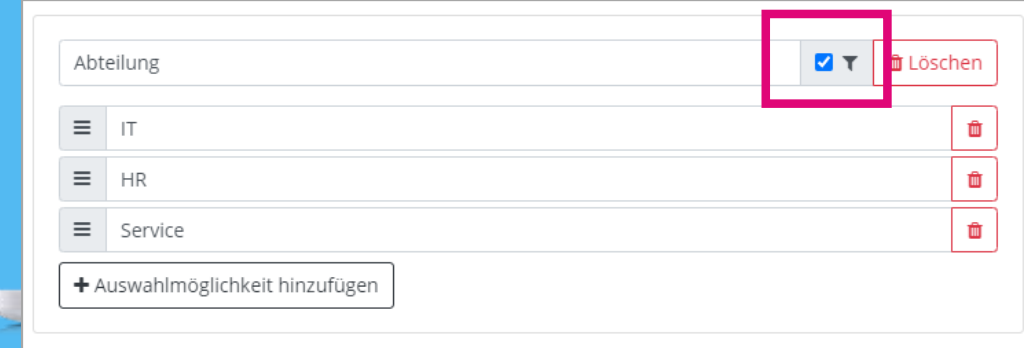 Abteilung Löschen
IT
HR
Service
+ Auswahlmöglichkeit hinzufügen